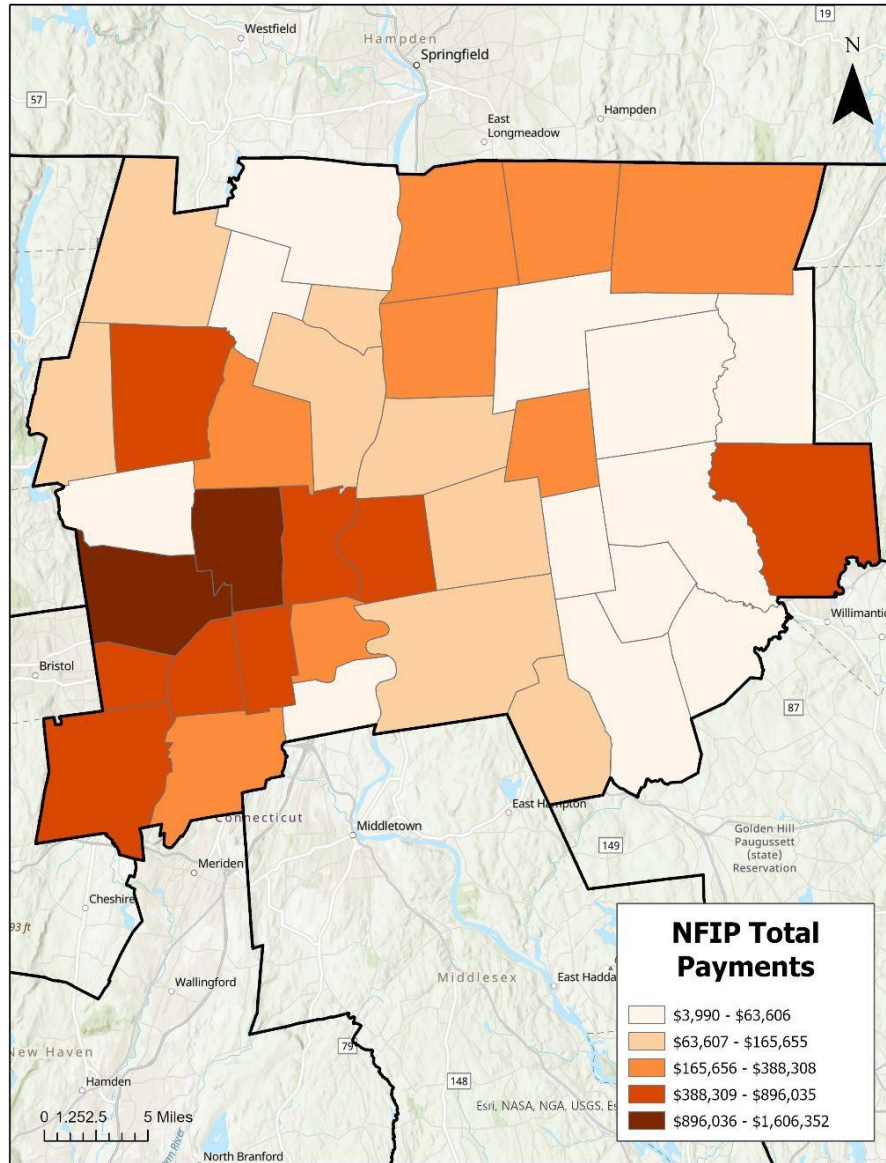 19
Westfield
Hampden
Springfield
N
57
Hampden
East
Longmeadow
Willimantic
Bristol
87
East Hampton
Connecticut
Middletown
149
Golden Hill
Paugussett
(state)
Reservation
Meriden
Cheshire
93 ft
NFIP Total
Payments
Middlesex
East Hadda
Wallingford
$3,990 - $63,606
$63,607 - $165,655
New Haven
79
$165,656 - $388,308
Hamden
148
$388,309 - $896,035
Esri, NASA, NGA, USGS, Es
0 1.252.5 5 Miles
$896,036 - $1,606,352
North Branford